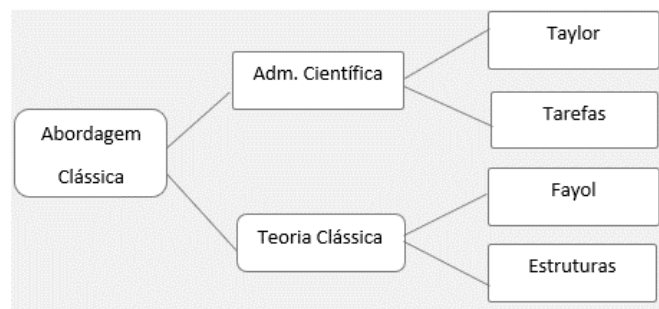 Abordagem
Clássica
Adm. Científica
Taylor
Tarefas
Teoria Clássica
Fayol
Estruturas